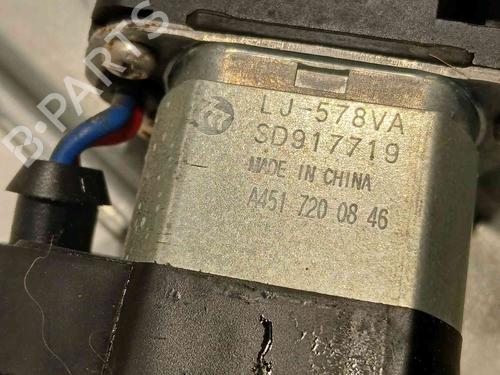 B-PARTS
LJ-578VA
SD917719
MADE IN CHINA
A451 720 08 46